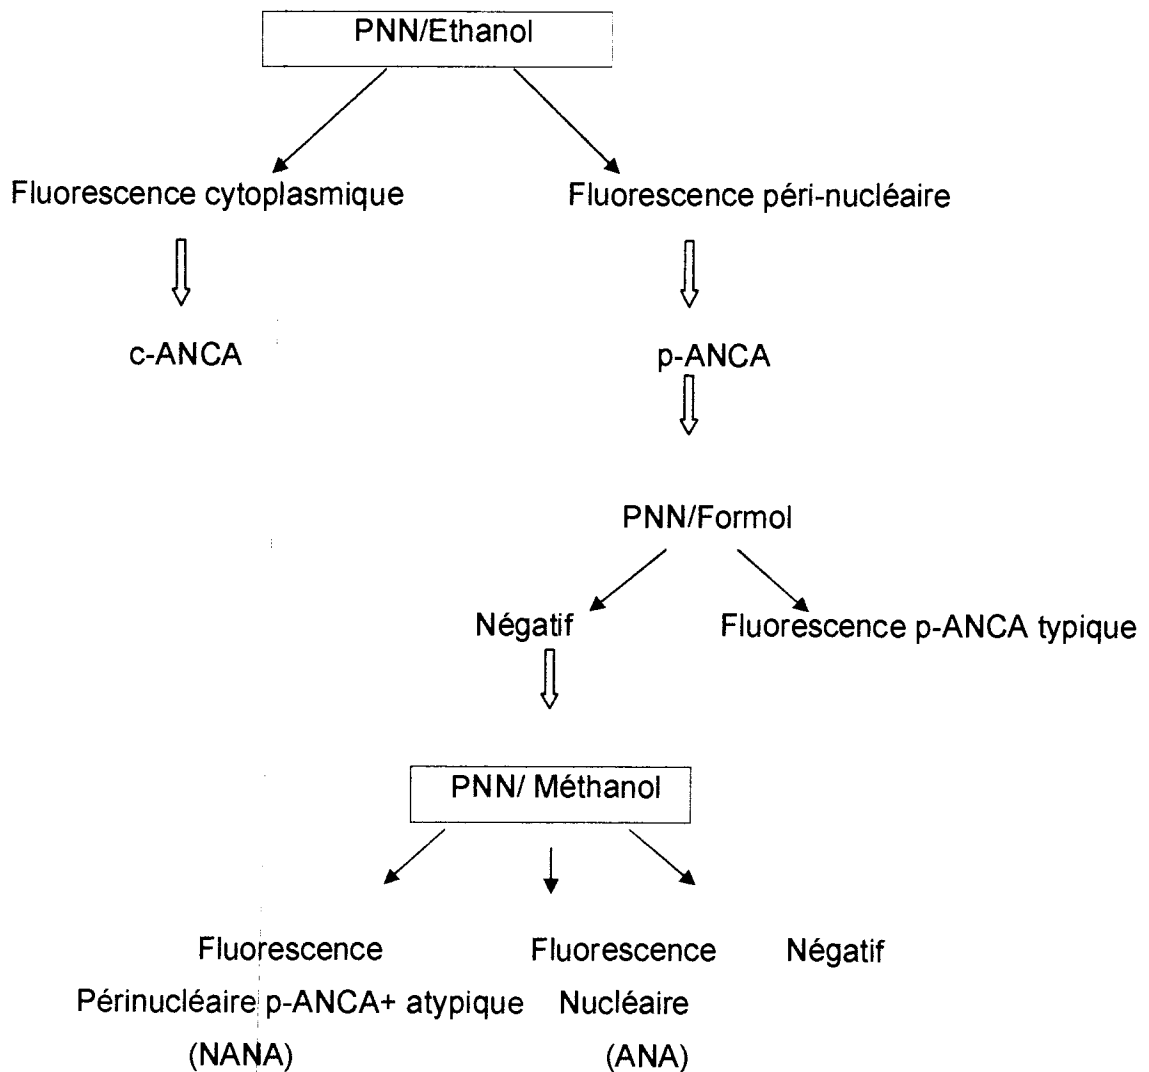 PNN/Ethanol
Fluorescence cytoplasmique
Fluorescence péri-nucléaire
c-ANCA
p-ANCA
PNN/Formol
Négatif
Fluorescence p-ANCA typique
PNN/ Méthanol
Fluorescence
Périnucléaire p-ANCA+ atypique
(NANA)
Fluorescence
Nucléaire
(ANA)
Négatif